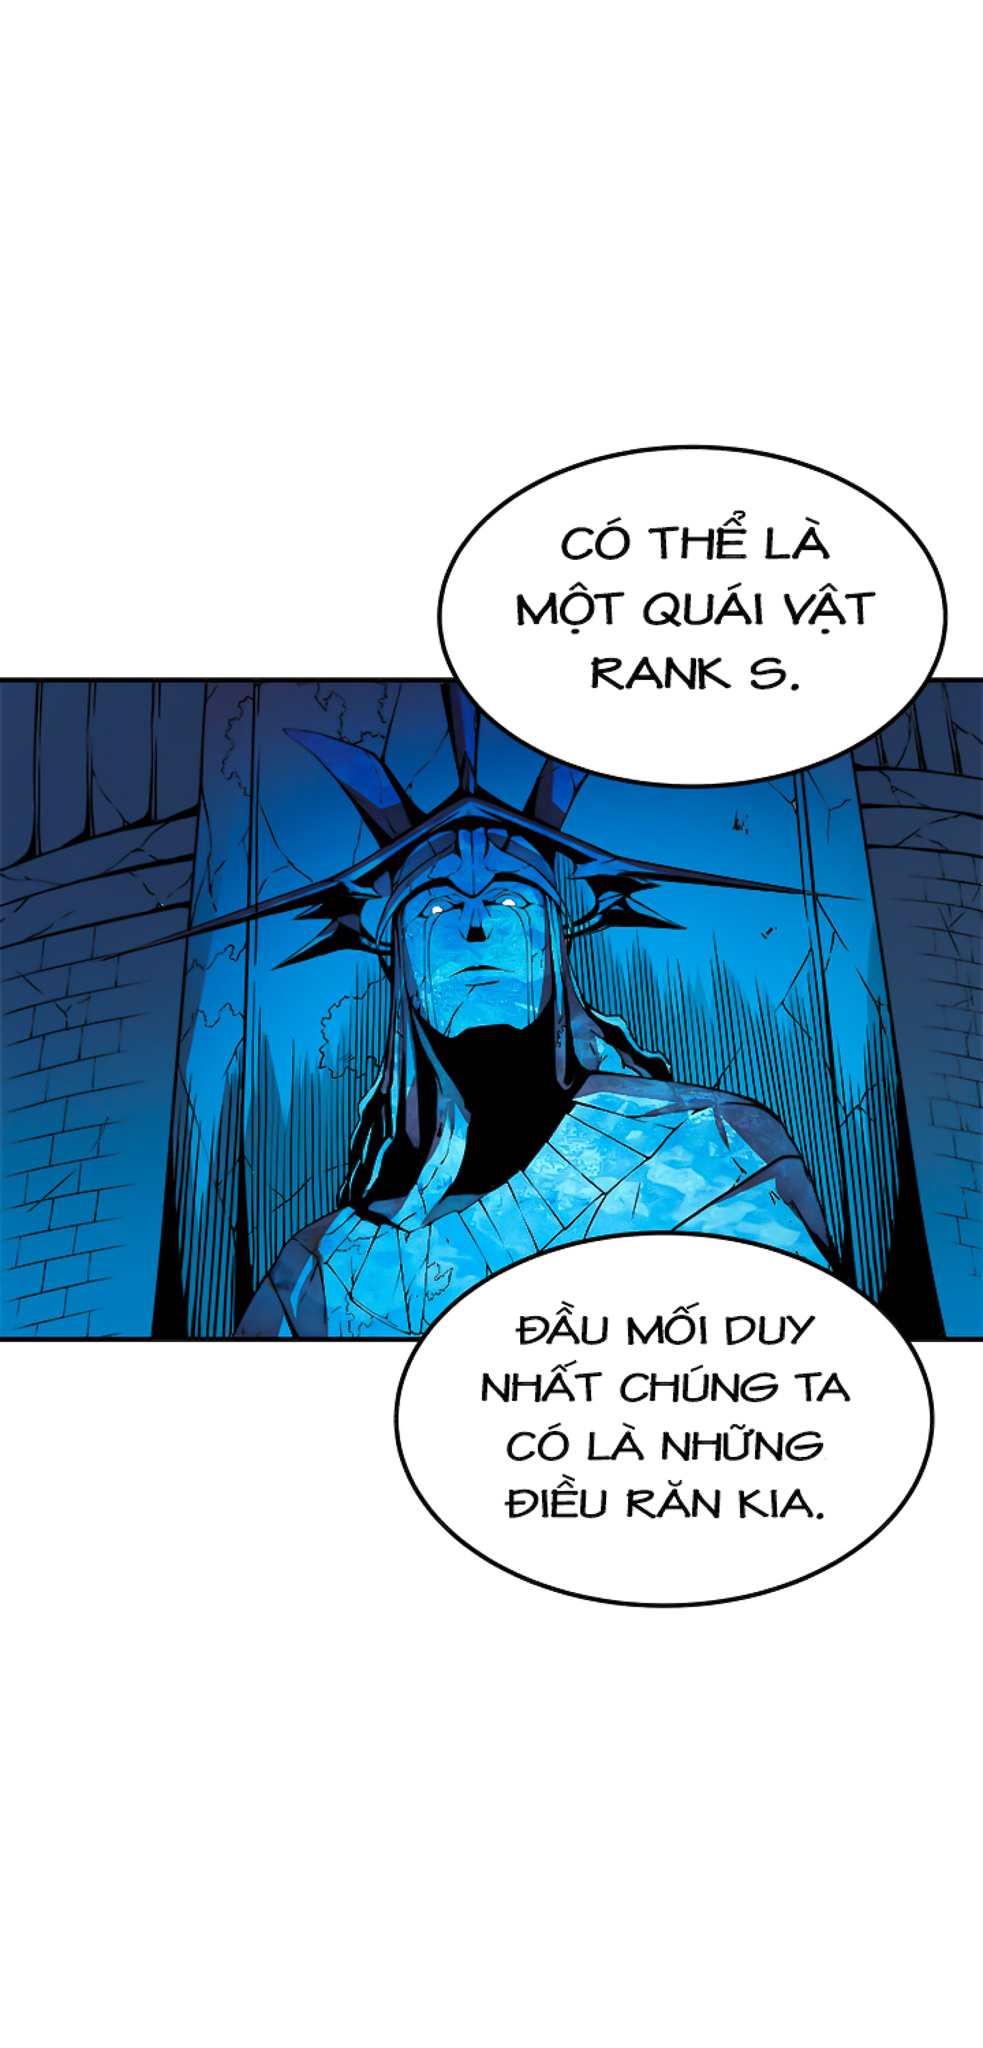 CÓ THỂ LÀ
MỘT QUÁI VẬT
RANK S.
ĐẦU MỐI DUY
NHẤT CHÚNG TA
CÓ LÀ NHỮNG
ĐIỀU RĂN KIA.